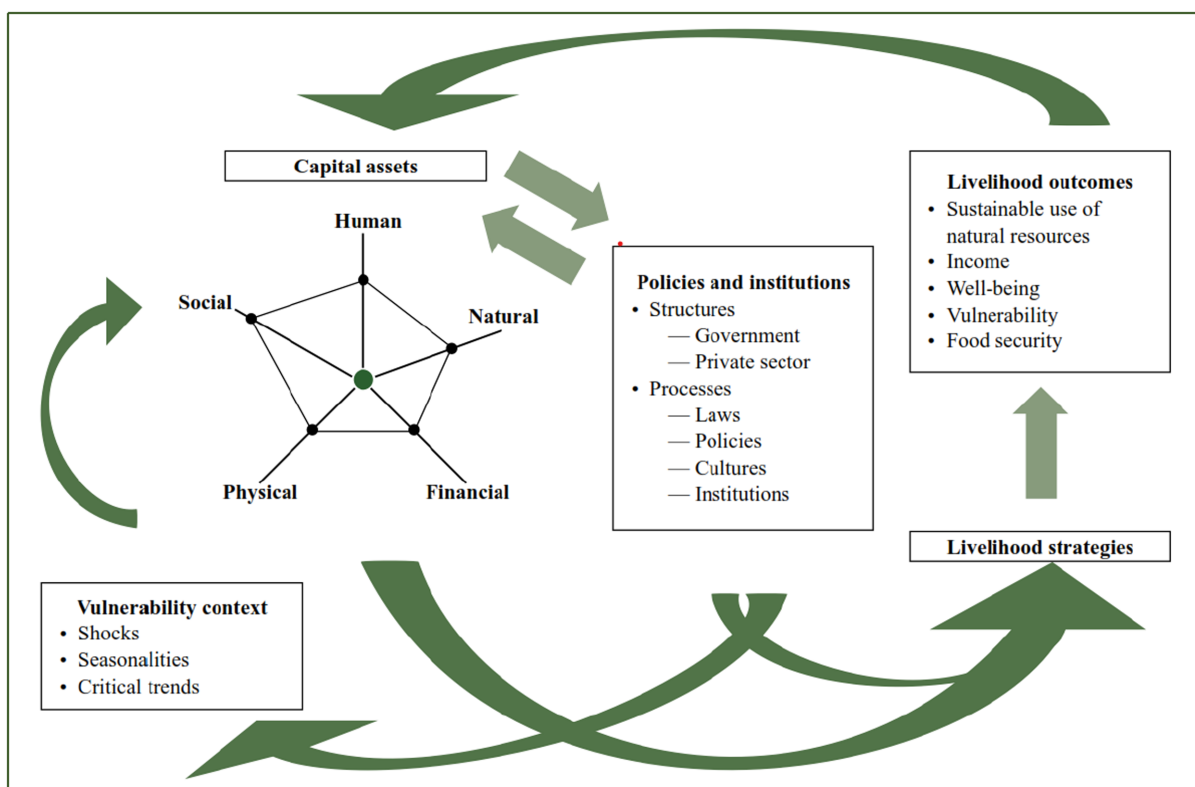 Capital assets
Human
Social
Natural
Physical
Financial
Policies and institutions
• Structures
— Government
— Private sector
• Processes
— Laws
— Policies
— Cultures
— Institutions
Livelihood outcomes
• Sustainable use of
natural resources
• Income
• Well-being
• Vulnerability
• Food security
Livelihood strategies
Vulnerability context
• Shocks
• Seasonalities
• Critical trends